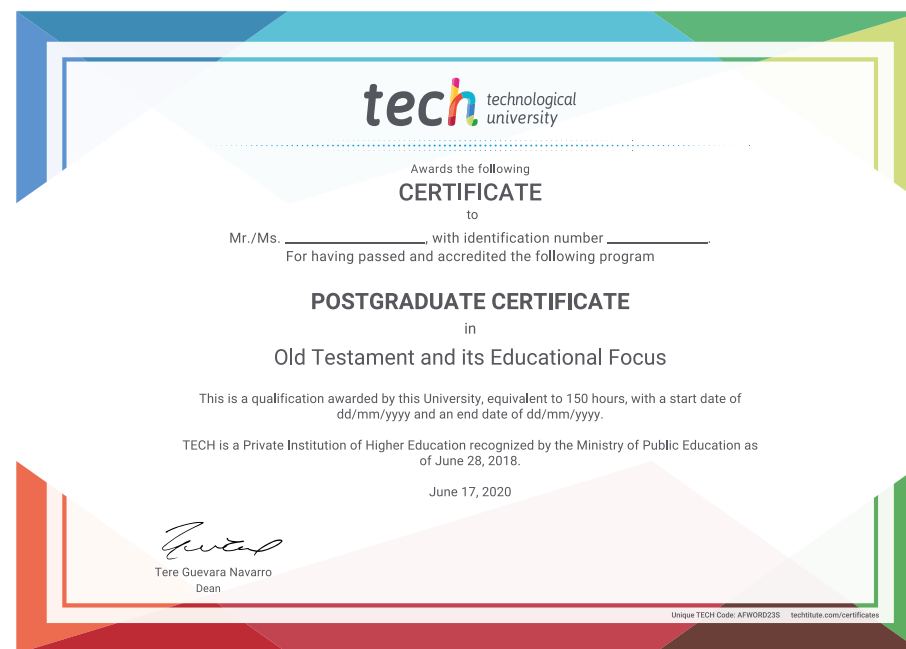 tech technological
university
Awards the following
CERTIFICATE
to
Mr./Ms. ____________, with identification number ____________.
For having passed and accredited the following program
POSTGRADUATE CERTIFICATE
in
Old Testament and its Educational Focus
This is a qualification awarded by this University, equivalent to 150 hours, with a start date of
dd/mm/yyyy and an end date of dd/mm/yyyy.
TECH is a Private Institution of Higher Education recognized by the Ministry of Public Education as
of June 28, 2018.
June 17, 2020
Tere Guevara Navarro
Dean
Unique TECH Code: AFWORD23S techtitute.com/certificates